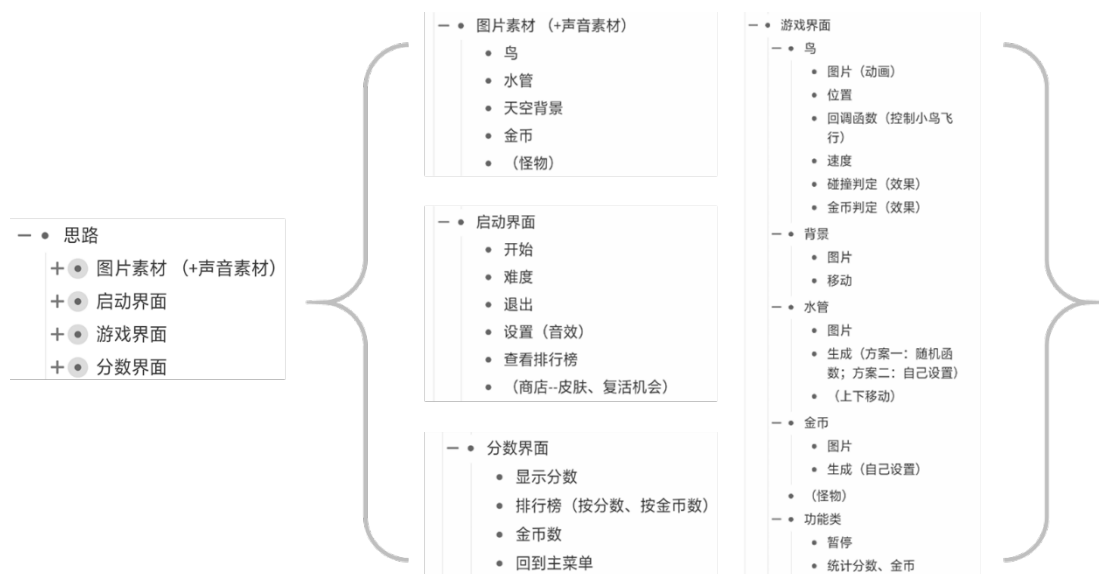 思路
图片素材 （+声音素材）
启动界面
游戏界面
分数界面
图片素材 （+声音素材）
鸟
水管
天空背景
金币
（怪物）
启动界面
开始
难度
退出
设置（音效）
查看排行榜
（商店--皮肤、复活机会）
分数界面
显示分数
排行榜（按分数、按金币数）
金币数
回到主菜单
游戏界面
鸟
图片（动画）
位置
回调函数（控制小鸟飞
行）
速度
碰撞判定（效果）
金币判定（效果）
背景
图片
移动
水管
图片
生成（方案一：随机函
数；方案二：自己设置）
（上下移动）
金币
图片
生成（自己设置）
（怪物）
功能类
暂停
统计分数、金币